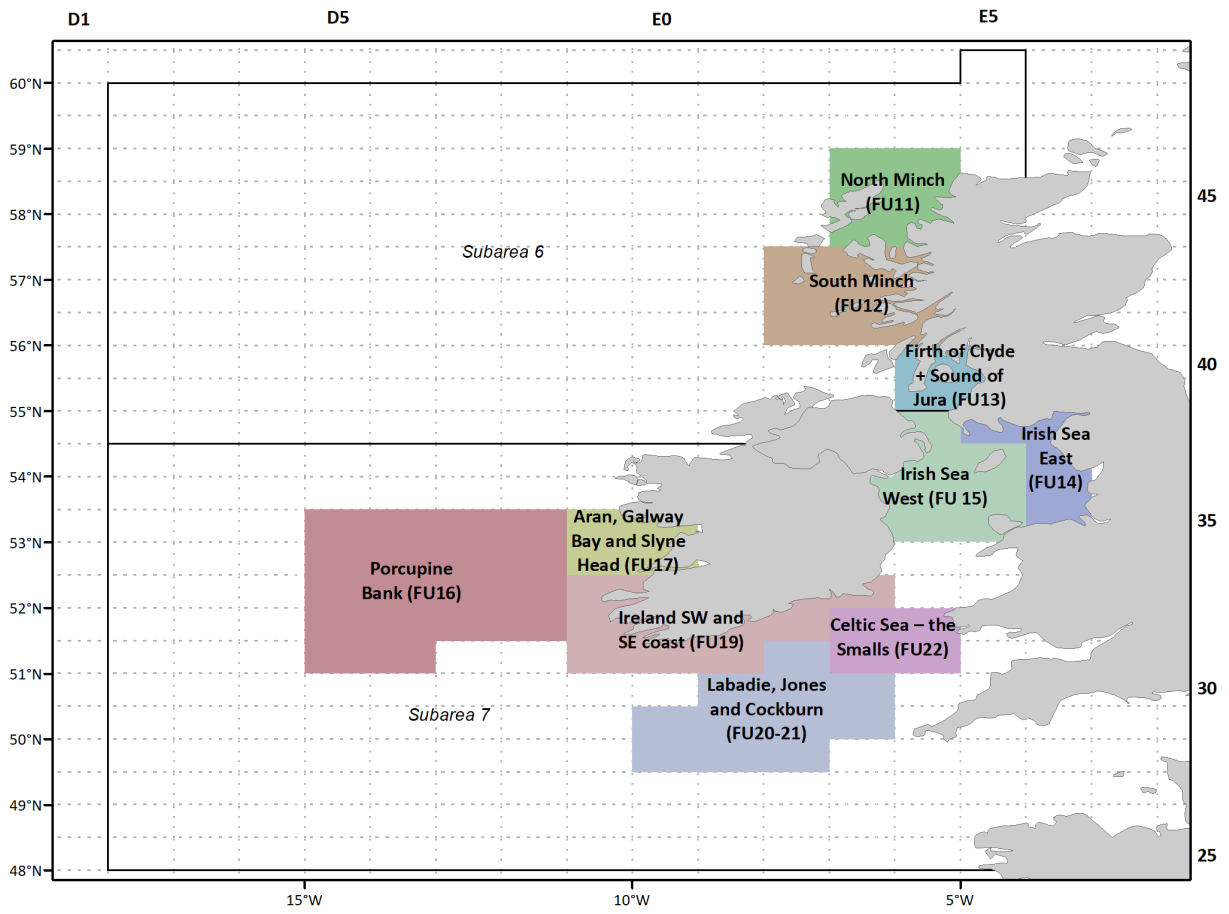 D1
D5
E0
E5
60°N
59°N
North Minch
(FU11)
45
58°N
Subarea 6
57°N
South Minch
(FU12)
56°N
Firth of Clyde
+ Sound of
Jura (FU13)
40
55°N
Irish Sea
East
(FU14)
54°N
Irish Sea
West (FU 15)
35
Aran, Galway
Bay and Slyne
Head (FU17)
53°N
Porcupine
Bank (FU16)
52°N
Ireland SW and
SE coast (FU19)
Celtic Sea – the
Smalls (FU22)
51°N
30
Labadie, Jones
and Cockburn
(FU20-21)
Subarea 7
50°N
49°N
48°N
25
15°W
10°W
5°W